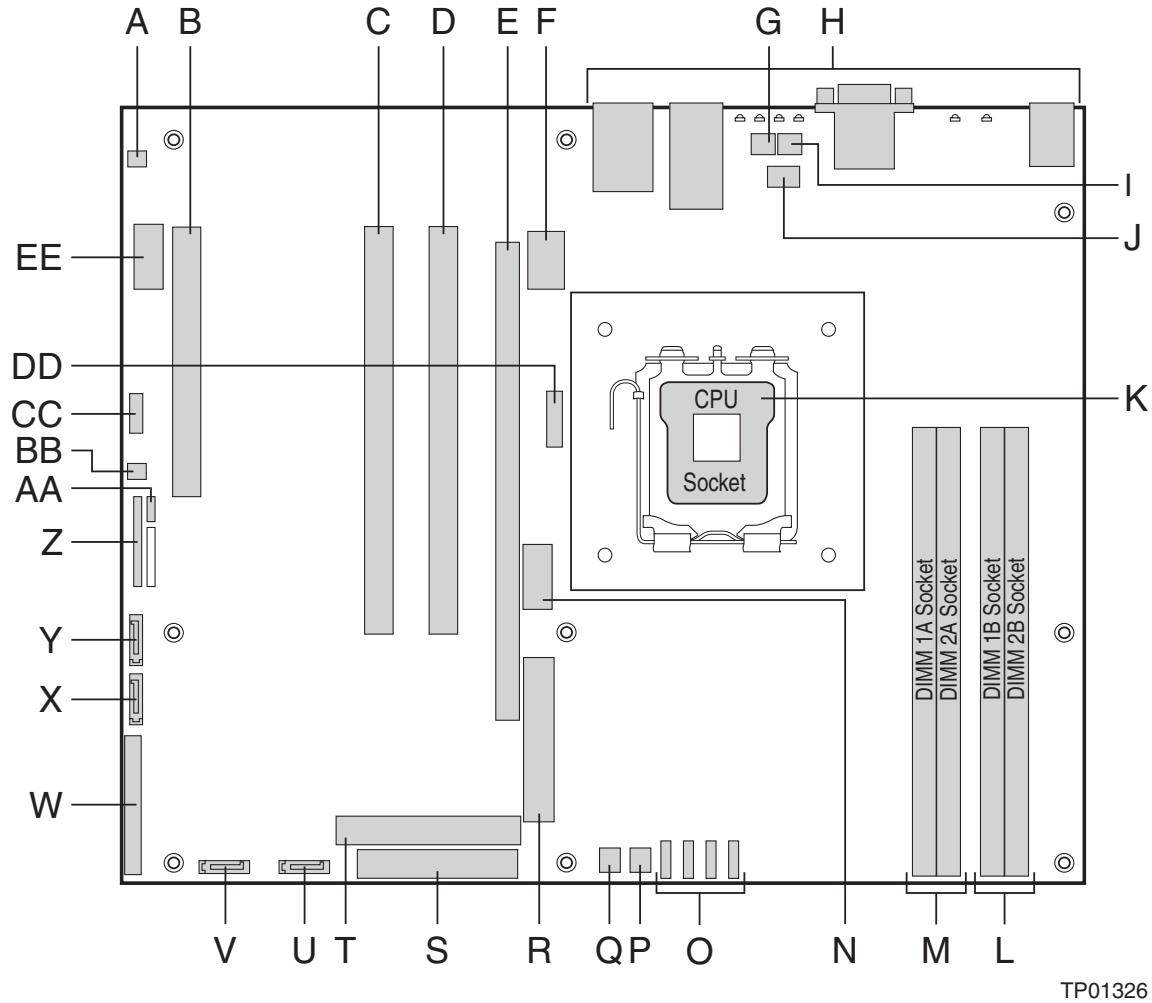 A B C D E F G H
I
J
EE
DD
CC
BB
AA
Z
Y
X
W
K
CPU
Socket
DIMM 1A Socket
DIMM 2A Socket
DIMM 1B Socket
DIMM 2B Socket
V U T S R Q P O N M L
TP01326